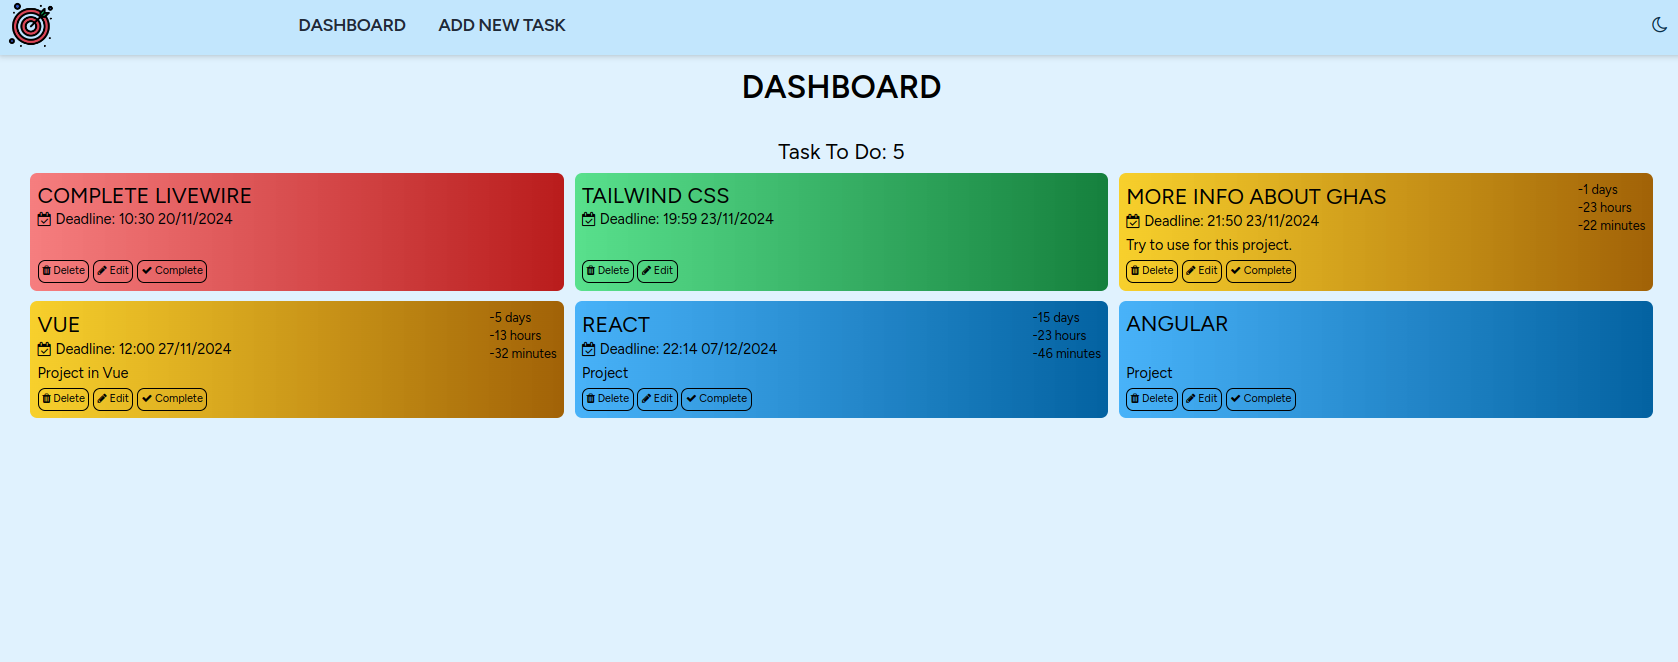 DASHBOARD
ADD NEW TASK
DASHBOARD
Task To Do: 5
COMPLETE LIVEWIRE
Deadline: 10:30 20/11/2024
Delete
Edit
Complete
TAILWIND CSS
Deadline: 19:59 23/11/2024
Delete
Edit
MORE INFO ABOUT GHAS
-1 days
-23 hours
-22 minutes
Deadline: 21:50 23/11/2024
Try to use for this project.
Delete
Edit
Complete
VUE
-5 days
-13 hours
-32 minutes
Deadline: 12:00 27/11/2024
Project in Vue
Delete
Edit
Complete
REACT
-15 days
-23 hours
-46 minutes
Deadline: 22:14 07/12/2024
Project
Delete
Edit
Complete
ANGULAR
Project
Delete
Edit
Complete